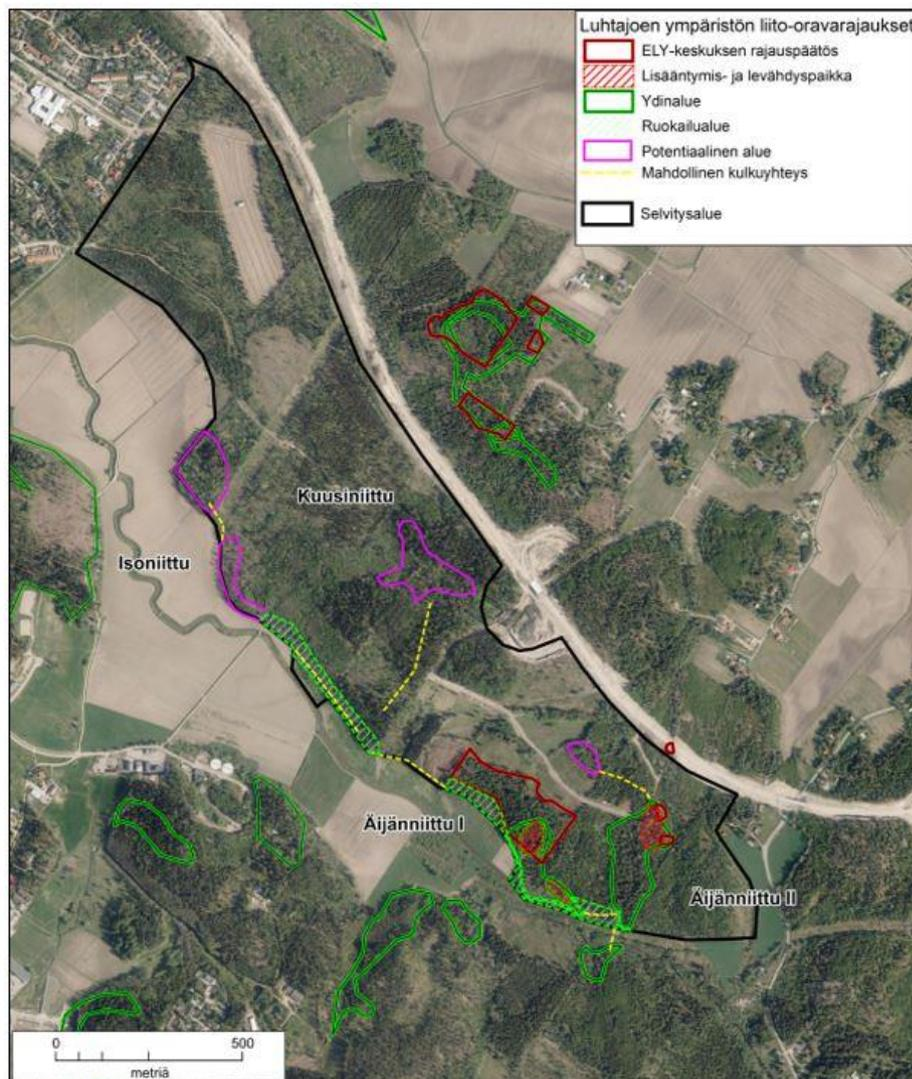 Luhtajoen ympäristön liito-oravarajaukset
ELY-keskuksen rajauspäätös
Lisääntymis- ja levähdyspaikka
Ydinalue
Ruokailualue
Potentiaalinen alue
Mahdollinen kulkuyhteys
Selvitysalue
Kuusiniittu
Isoniittu
Äijänniittu I
Äijänniittu II
0 500
metriä